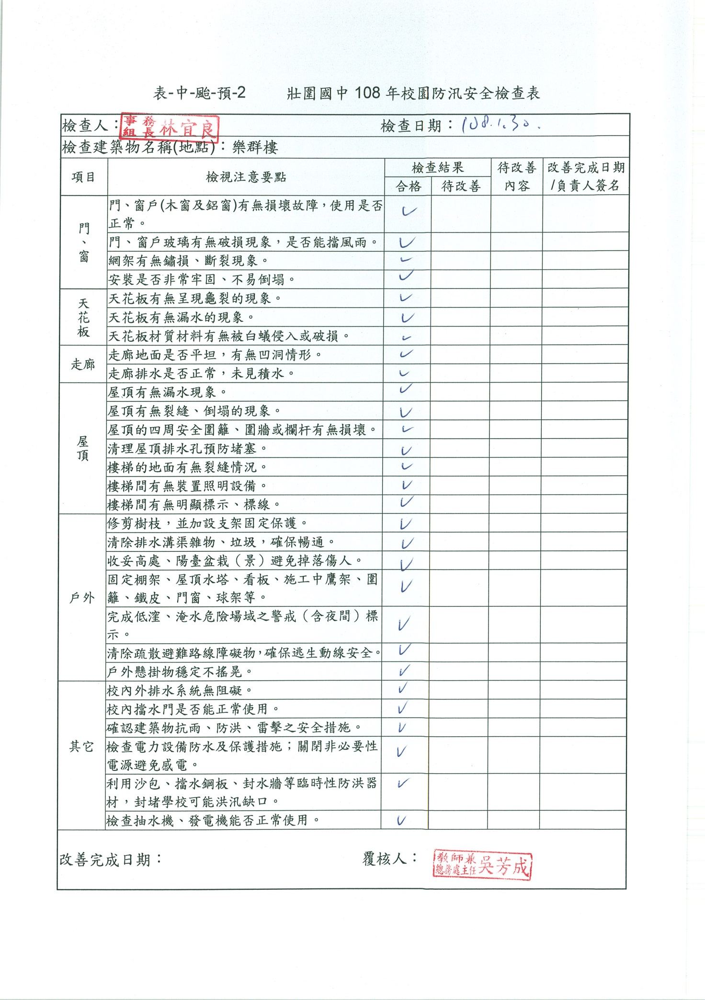 表-中-颱-預-2 壯圍國中 108 年校園防汛安全檢查表
檢查人：事務組長 林宜良 檢查日期：108.1.30.
檢查建築物名稱(地點)：樂群樓
項目 檢視注意要點 檢查結果 待改善內容 改善完成日期/負責人簽名
合格 待改善
門、窗
門、窗戶(木窗及鋁窗)有無損壞故障，使用是否
正常。 ✓
門、窗戶玻璃有無破損現象，是否能擋風雨。 ✓
網架有無鏽損、斷裂現象。 ✓
安裝是否非常牢固、不易倒塌。 ✓
天花板
天花板有無呈現龜裂的現象。 ✓
天花板有無漏水的現象。 ✓
天花板材質材料有無被白蟻侵入或破損。 ✓
走廊
走廊地面是否平坦，有無凹洞情形。 ✓
走廊排水是否正常，未見積水。 ✓
屋頂
屋頂有無漏水現象。 ✓
屋頂有無裂縫、倒塌的現象。 ✓
屋頂的四周安全圍籬、圍牆或欄杆有無損壞。 ✓
清理屋頂排水孔預防堵塞。 ✓
樓梯的地面有無裂縫情況。 ✓
樓梯間有無裝置照明設備。 ✓
樓梯間有無明顯標示、標線。 ✓
戶外
修剪樹枝，並加設支架固定保護。 ✓
清除排水溝渠雜物、垃圾，確保暢通。 ✓
收妥高處、陽臺盆栽（景）避免掉落傷人。 ✓
固定棚架、屋頂水塔、看板、施工中鷹架、圍
籬、鐵皮、門窗、球架等。 ✓
完成低窪、淹水危險場域之警戒（含夜間）標
示。 ✓
清除疏散避難路線障礙物，確保逃生動線安全。 ✓
戶外懸掛物穩定不搖晃。 ✓
其它
校內外排水系統無阻礙。 ✓
校內擋水門是否能正常使用。 ✓
確認建築物抗雨、防洪、雷擊之安全措施。 ✓
檢查電力設備防水及保護措施；關閉非必要性
電源避免感電。 ✓
利用沙包、擋水鋼板、封水牆等臨時性防洪器
材，封堵學校可能洪汛缺口。 ✓
檢查抽水機、發電機能否正常使用。 ✓
改善完成日期： 覆核人：教師兼總務處主任 吳芳成